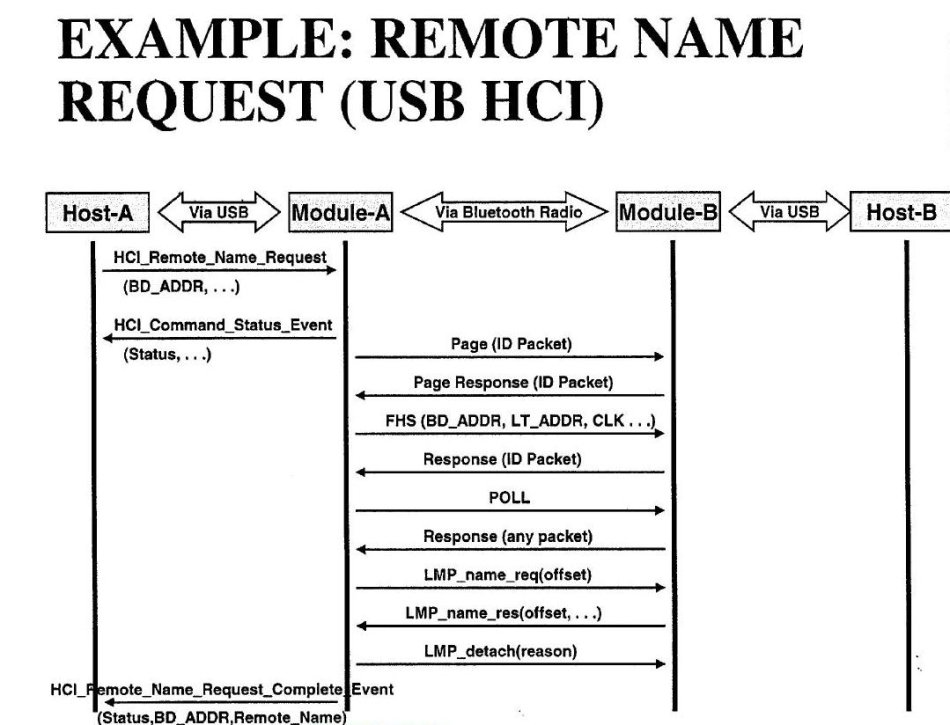 EXAMPLE: REMOTE NAME
REQUEST (USB HCI)
Host-A Via USB Module-A Via Bluetooth Radio Module-B Via USB Host-B
HCI_Remote_Name_Request
(BD_ADDR, . . .)
HCI_Command_Status_Event
(Status, . . .)
Page (ID Packet)
Page Response (ID Packet)
FHS (BD_ADDR, LT_ADDR, CLK . . .)
Response (ID Packet)
POLL
Response (any packet)
LMP_name_req(offset)
LMP_name_res(offset, . . .)
LMP_detach(reason)
HCI_Remote_Name_Request_Complete_Event
(Status,BD_ADDR,Remote_Name)